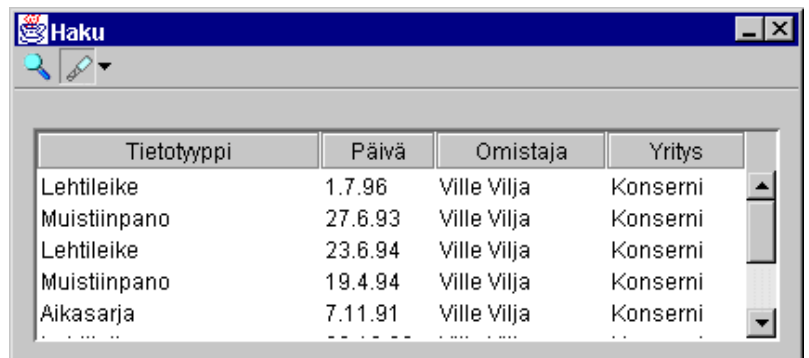 Haku
Tietotyyppi Päivä Omistaja Yritys
Lehtileike 1.7.96 Ville Vilja Konserni
Muistiinpano 27.6.93 Ville Vilja Konserni
Lehtileike 23.6.94 Ville Vilja Konserni
Muistiinpano 19.4.94 Ville Vilja Konserni
Aikasarja 7.11.91 Ville Vilja Konserni